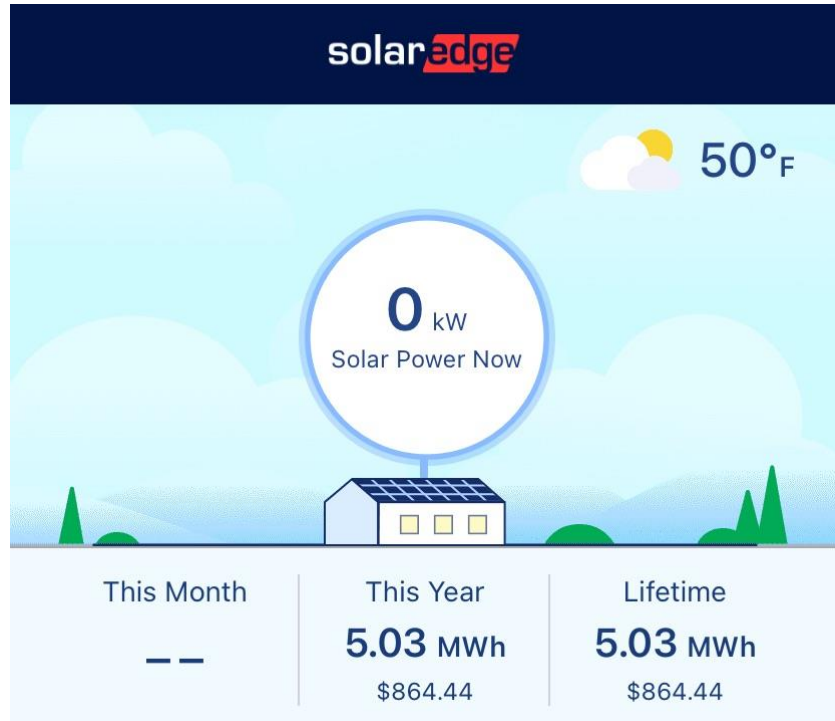 solaredge
50°F
0 kW
Solar Power Now
This Month
--
This Year
5.03 MWh
$864.44
Lifetime
5.03 MWh
$864.44